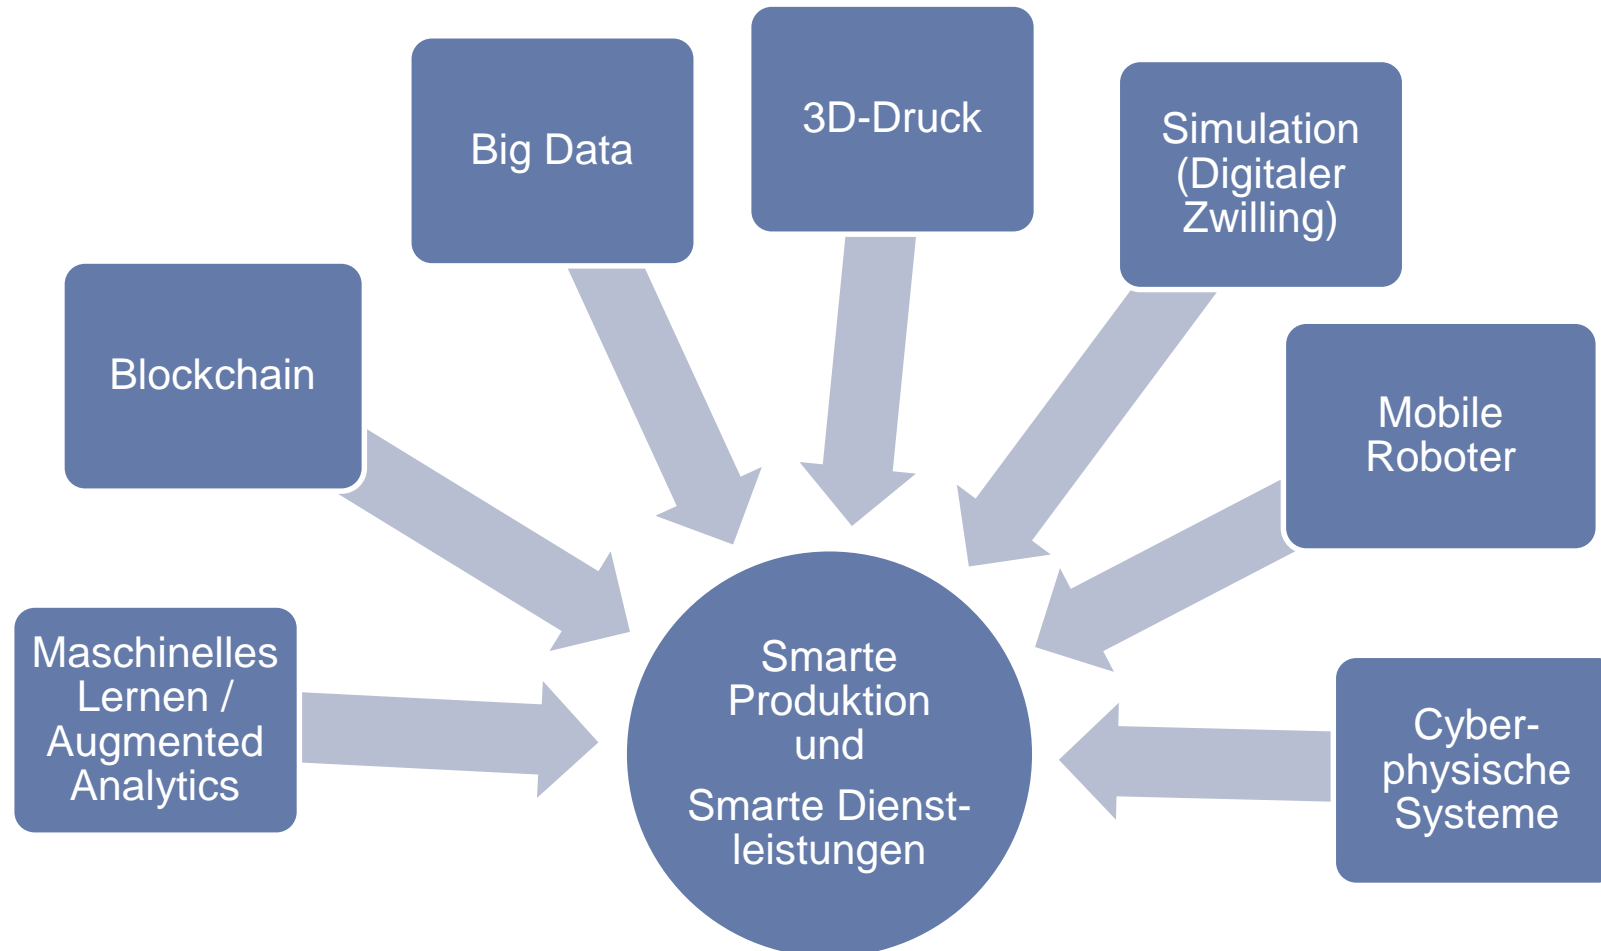 3D-Druck
Big Data
Simulation
(Digitaler
Zwilling)
Blockchain
Mobile
Roboter
Maschinelles
Lernen /
Augmented
Analytics
Smarte
Produktion
und
Smarte Dienst-
leistungen
Cyber-
physische
Systeme